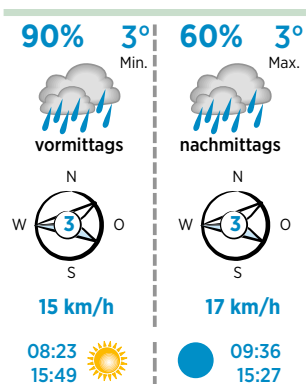 90% 3° 60% 3°
Min. Max.
vormittags nachmittags
N N
W 3 O W 3 O
S S
15 km/h 17 km/h
08:23 09:36
15:49 15:27